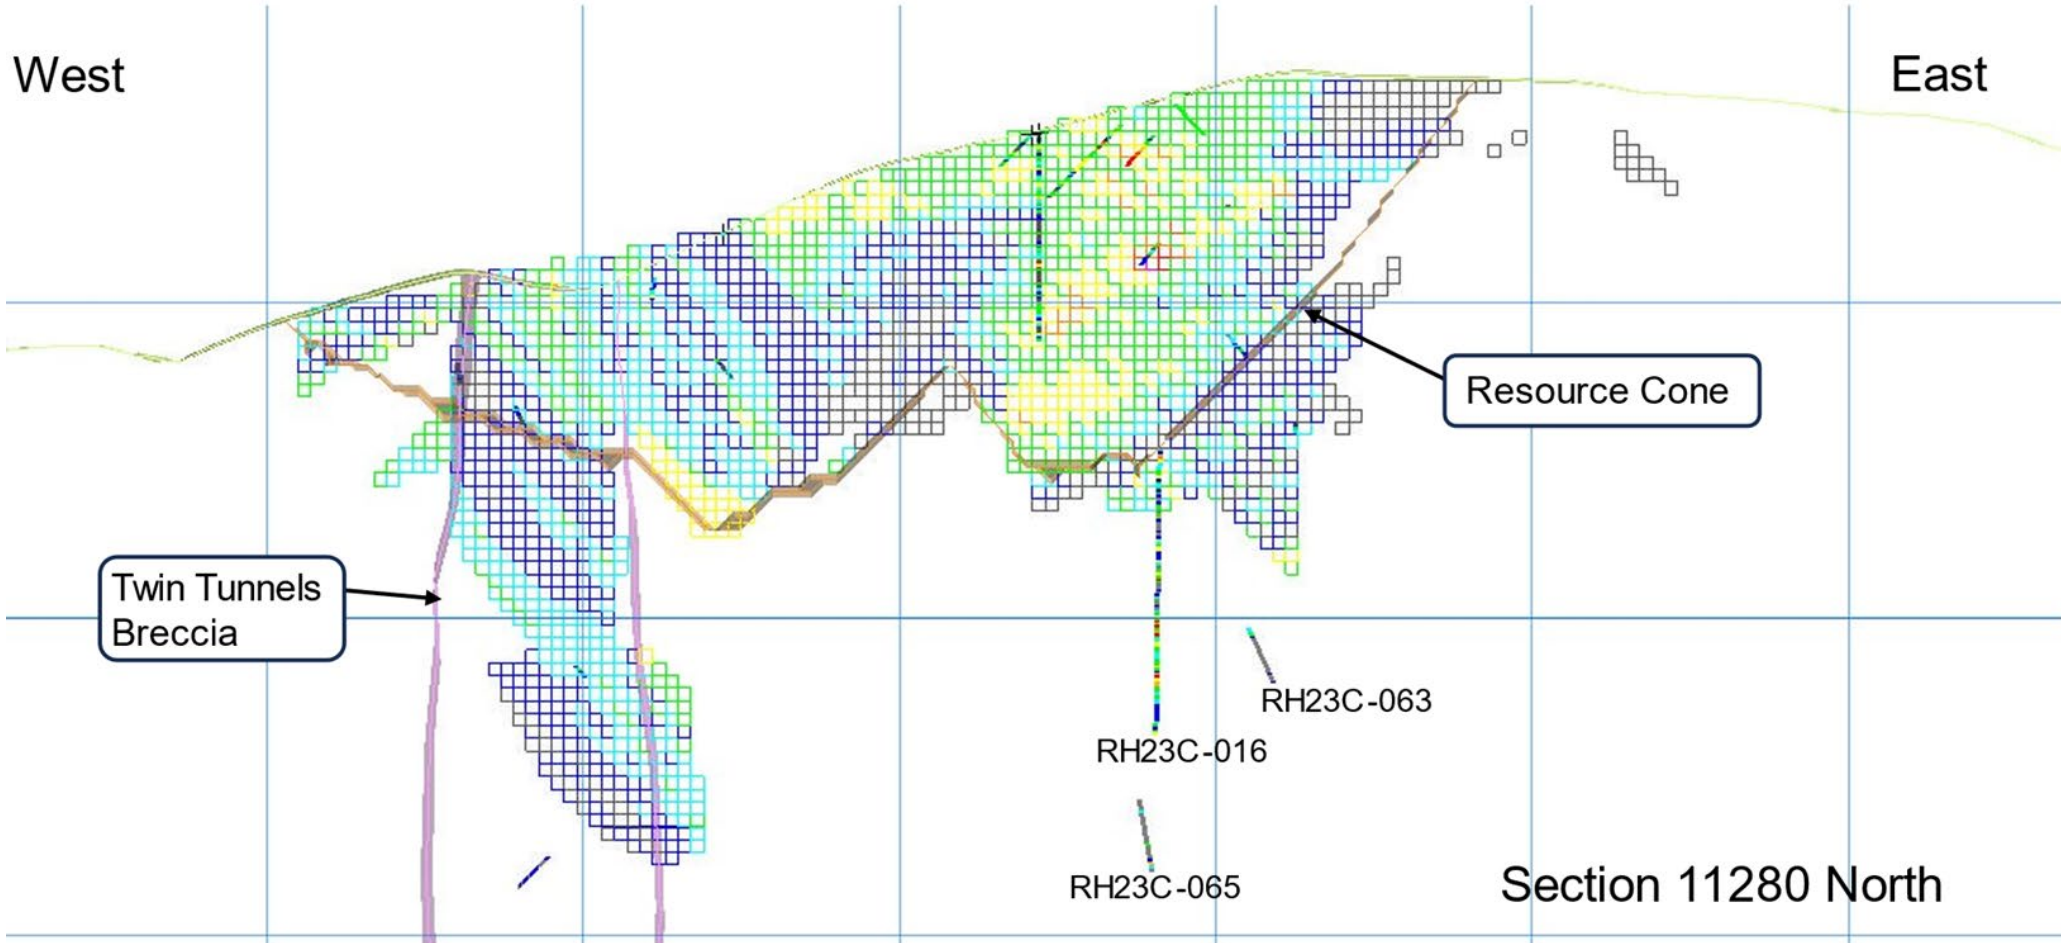 West
East
Resource Cone
Twin Tunnels
Breccia
RH23C-063
RH23C-016
RH23C-065
Section 11280 North